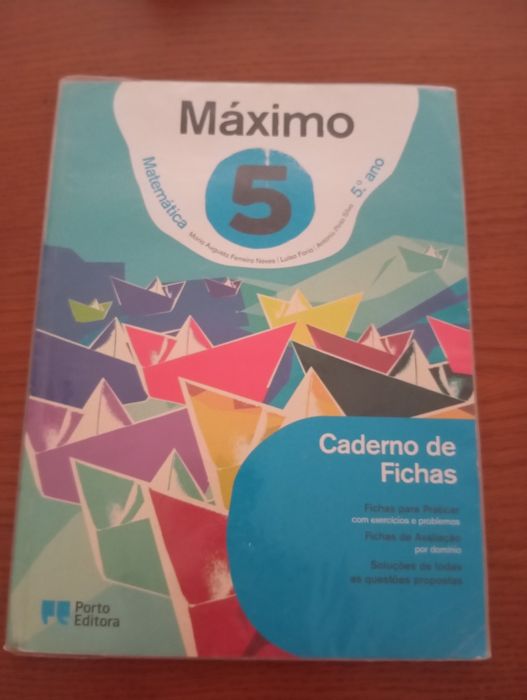 Máximo
5
Matemática
5.º ano
Maria Augusta Ferreira Neves | Luísa Faria | António Pinto Silva
Caderno de
Fichas
Fichas para Praticar
com exercícios e problemas
Fichas de Avaliação
por domínio
Soluções de todas
as questões propostas
Porto
Editora